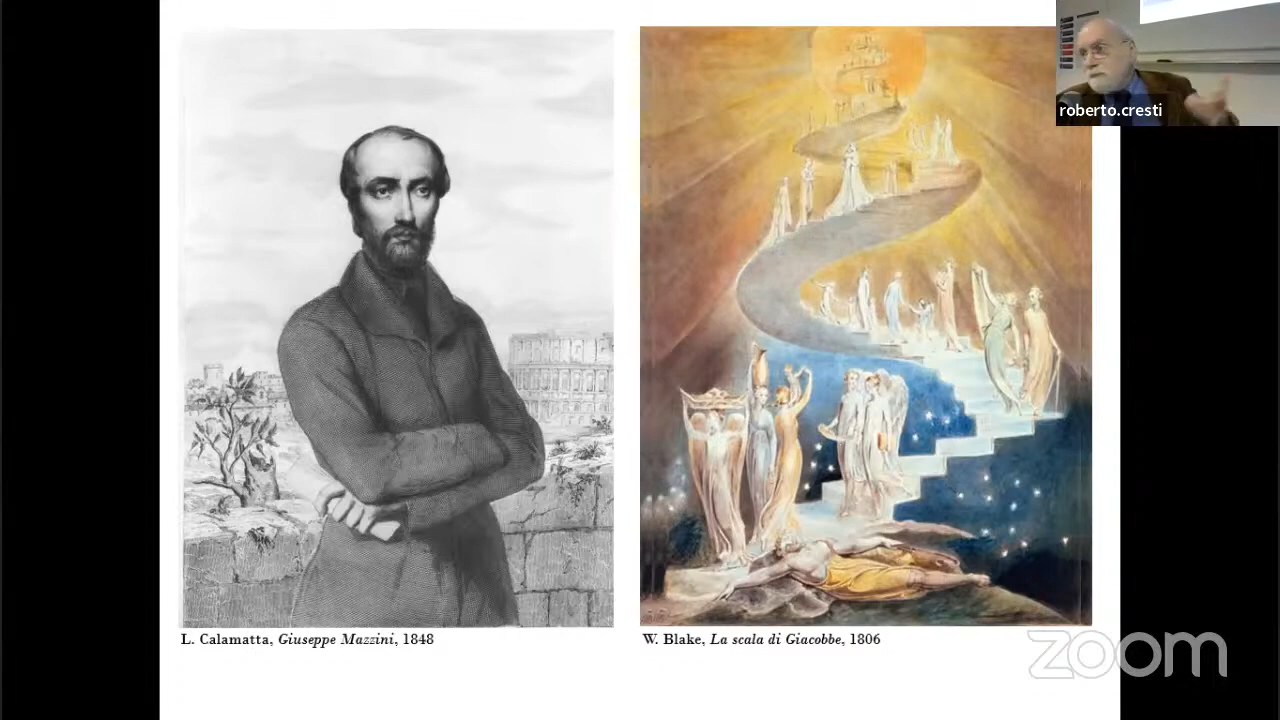 roberto.cresti
L. Calamatta, Giuseppe Mazzini, 1848
W. Blake, La scala di Giacobbe, 1806
zoom